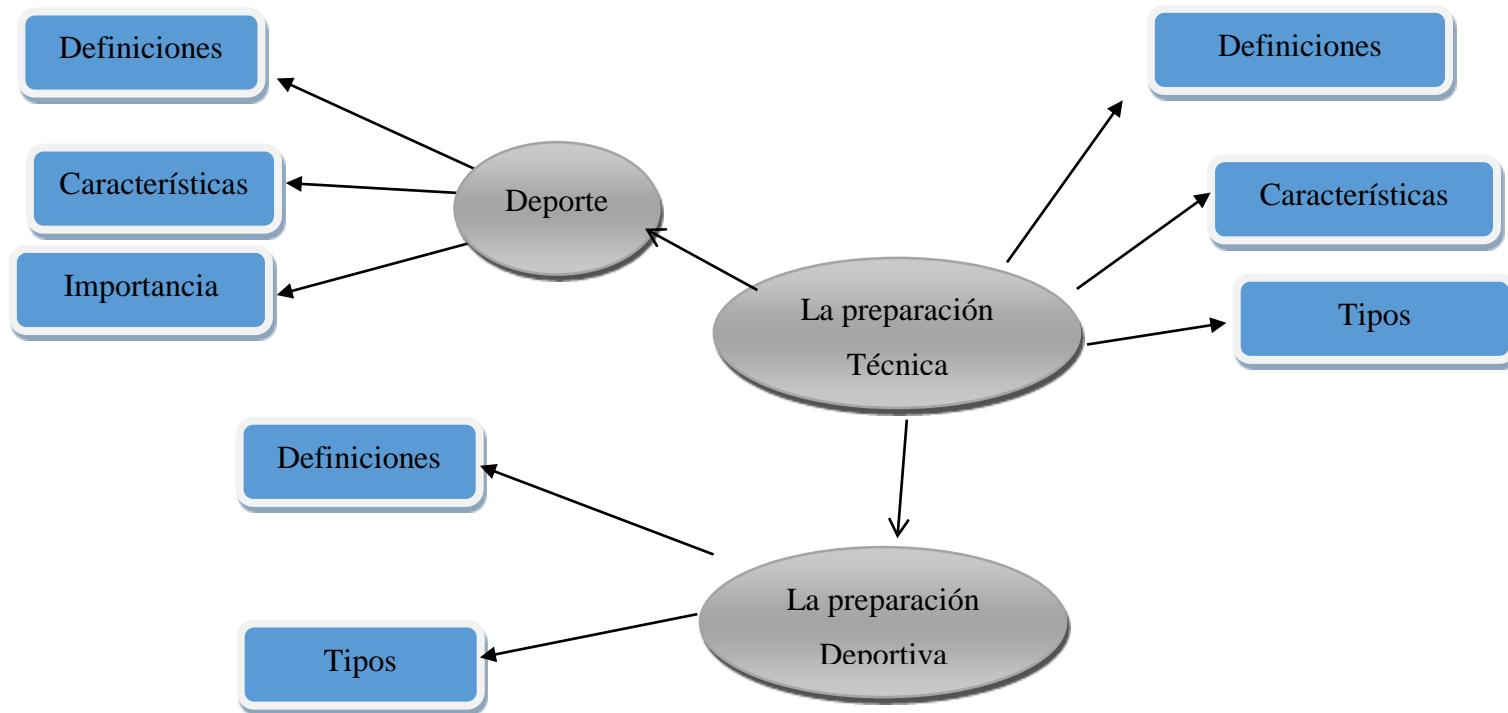 Definiciones
Definiciones
Características
Características
Deporte
Importancia
La preparación
Técnica
Tipos
Definiciones
La preparación
Deportiva
Tipos